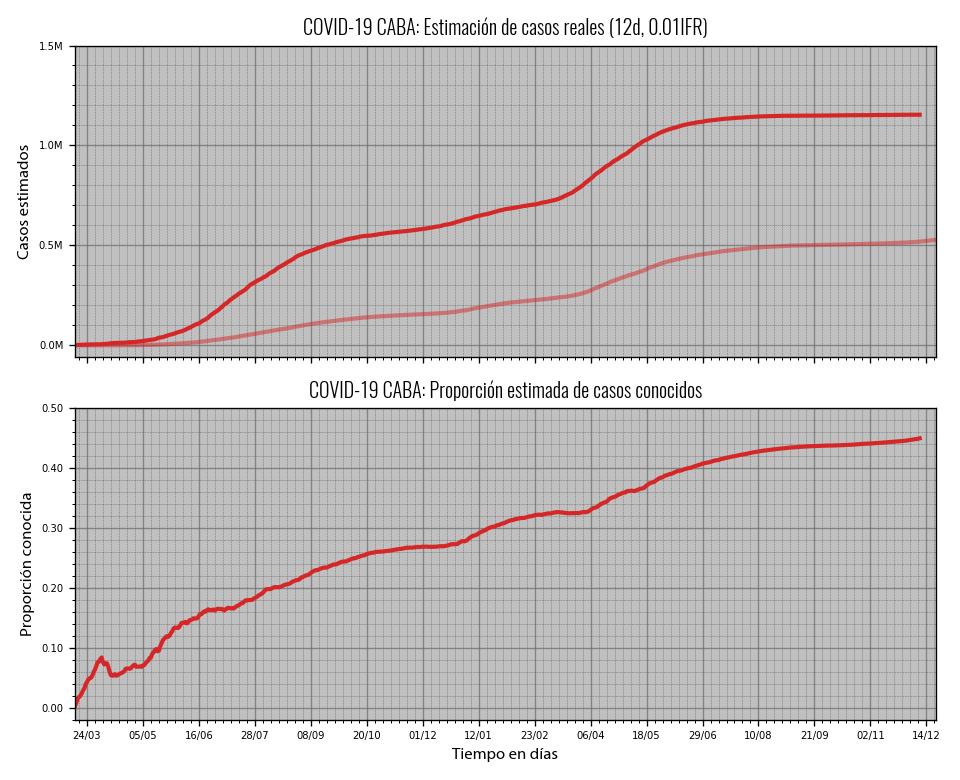 COVID-19 CABA: Estimación de casos reales (12d, 0.01IFR)
1.5M
1.0M
0.5M
0.0M
Casos estimados
COVID-19 CABA: Proporción estimada de casos conocidos
0.50
0.40
0.30
0.20
0.10
0.00
Proporción conocida
24/03 05/05 16/06 28/07 08/09 20/10 01/12 12/01 23/02 06/04 18/05 29/06 10/08 21/09 02/11 14/12
Tiempo en días